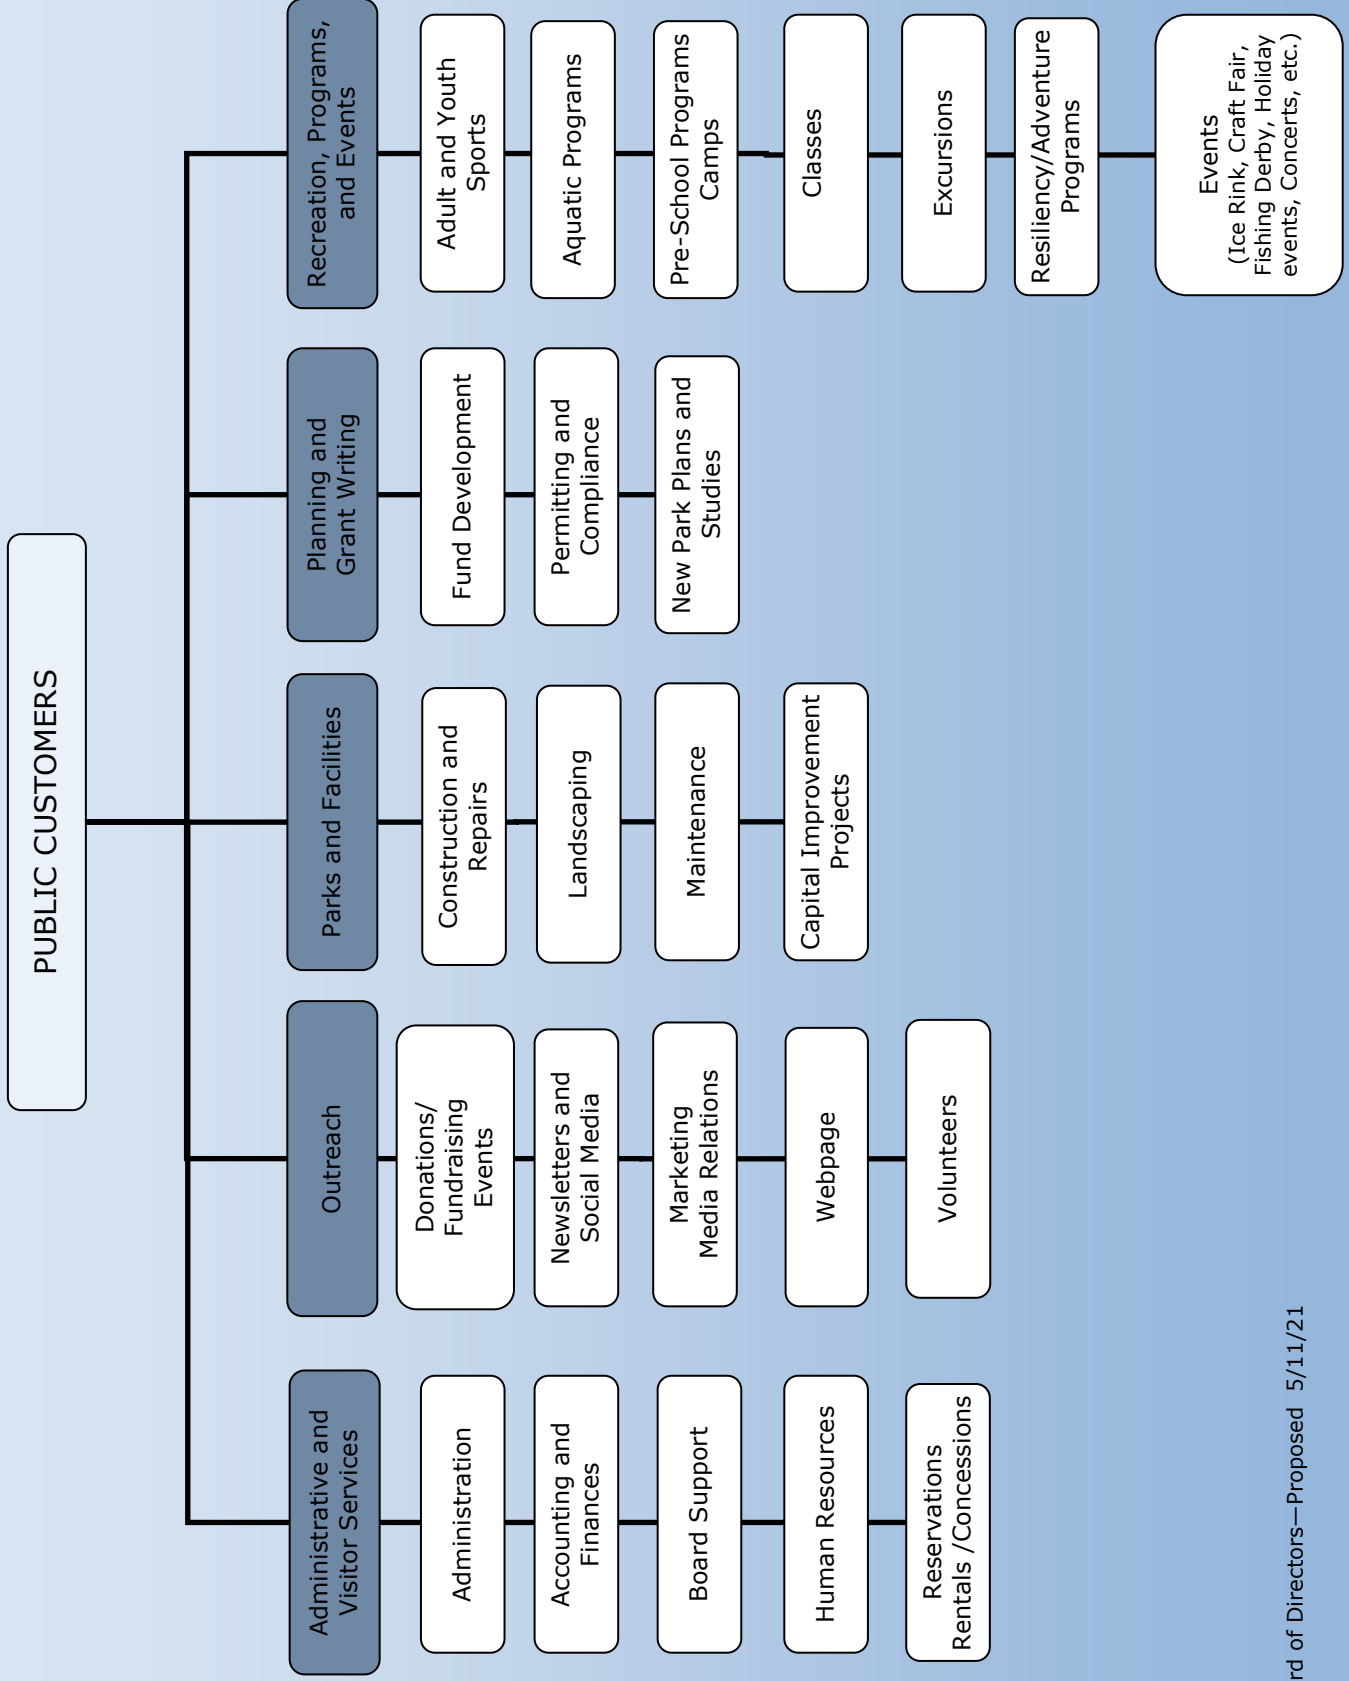 PUBLIC CUSTOMERS
Administrative and
Visitor Services
Administration
Accounting and
Finances
Board Support
Human Resources
Reservations
Rentals /Concessions
Outreach
Donations/
Fundraising
Events
Newsletters and
Social Media
Marketing
Media Relations
Webpage
Volunteers
Parks and Facilities
Construction and
Repairs
Landscaping
Maintenance
Capital Improvement
Projects
Planning and
Grant Writing
Fund Development
Permitting and
Compliance
New Park Plans and
Studies
Recreation, Programs,
and Events
Adult and Youth
Sports
Aquatic Programs
Pre-School Programs
Camps
Classes
Excursions
Resiliency/Adventure
Programs
Events
(Ice Rink, Craft Fair,
Fishing Derby, Holiday
events, Concerts, etc.)
rd of Directors—Proposed 5/11/21